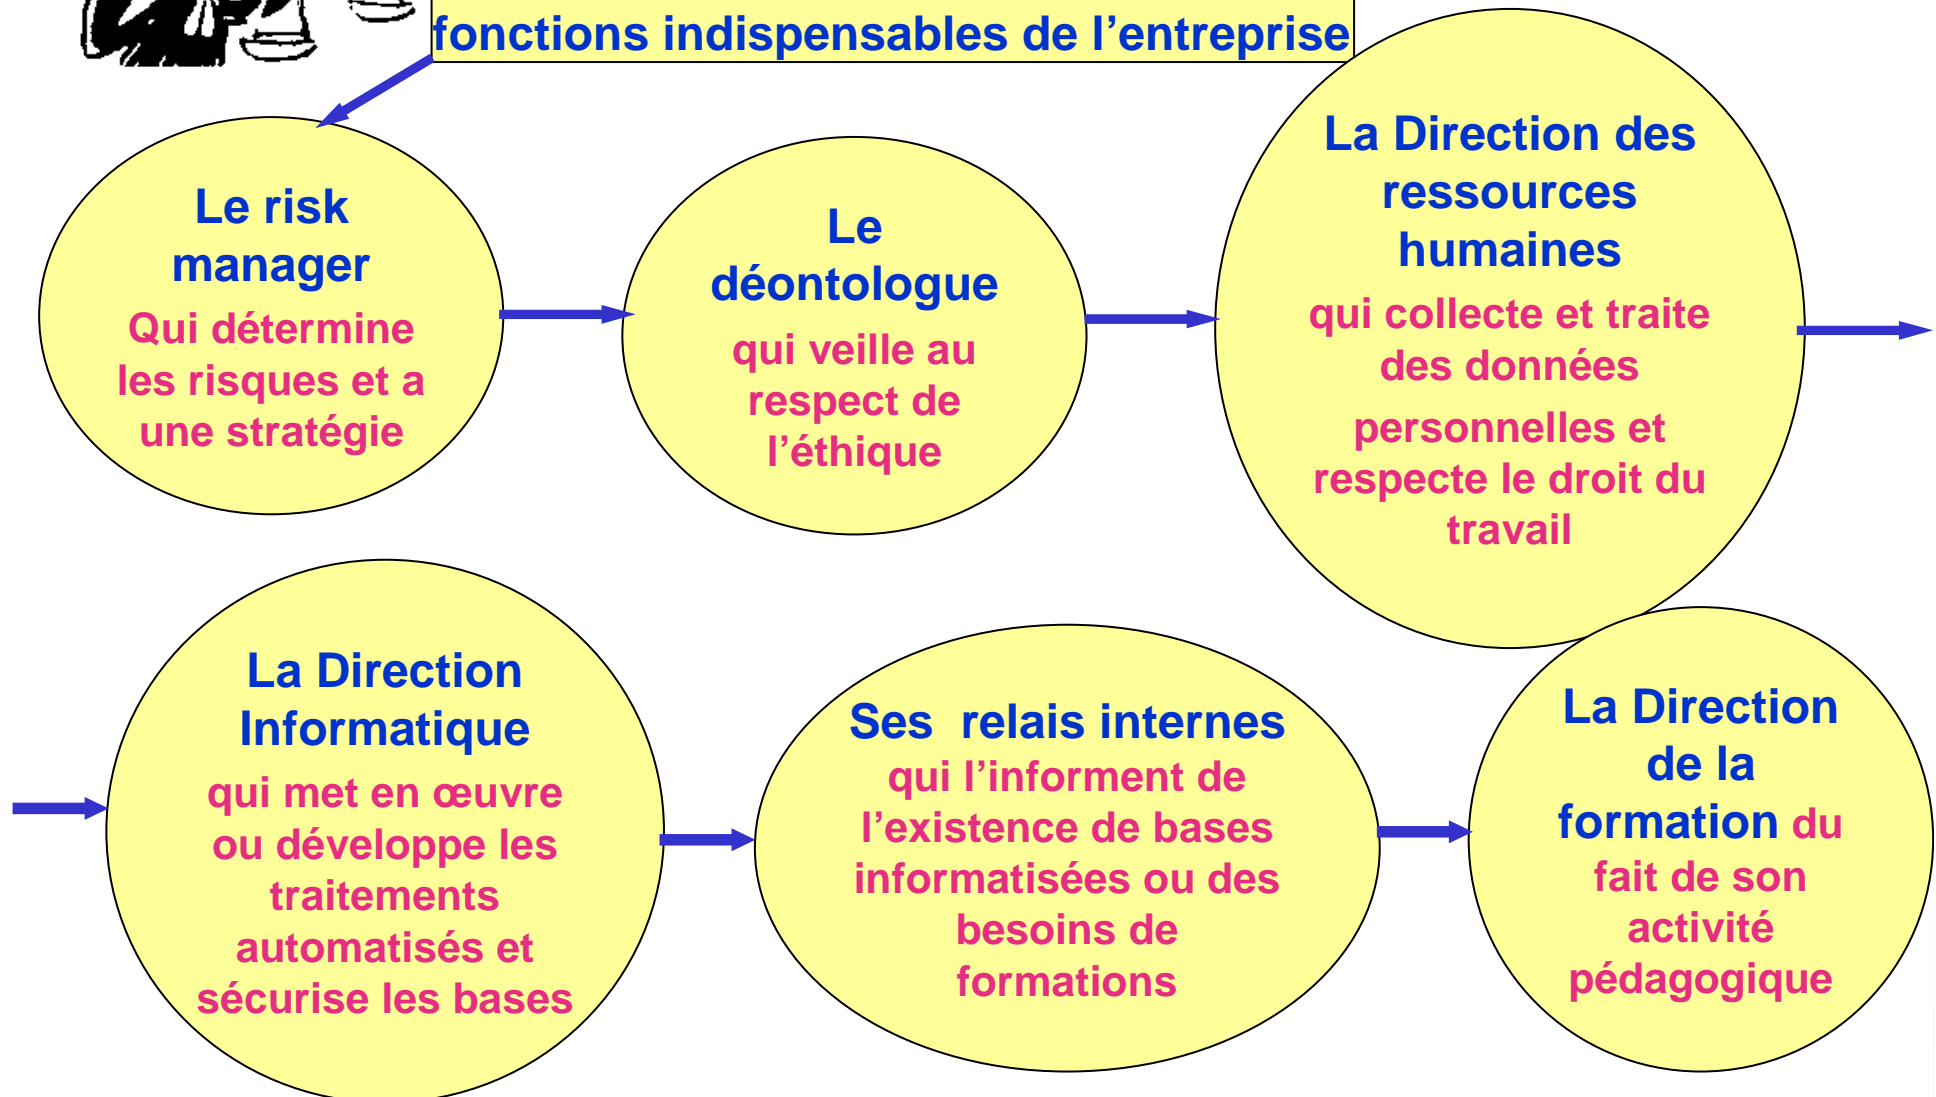 fonctions indispensables de l’entreprise
Le risk
manager
Qui détermine
les risques et a
une stratégie
Le
déontologue
qui veille au
respect de
l’éthique
La Direction des
ressources
humaines
qui collecte et traite
des données
personnelles et
respecte le droit du
travail
La Direction
Informatique
qui met en œuvre
ou développe les
traitements
automatisés et
sécurise les bases
Ses relais internes
qui l’informent de
l’existence de bases
informatisées ou des
besoins de
formations
La Direction
de la
formation du
fait de son
activité
pédagogique